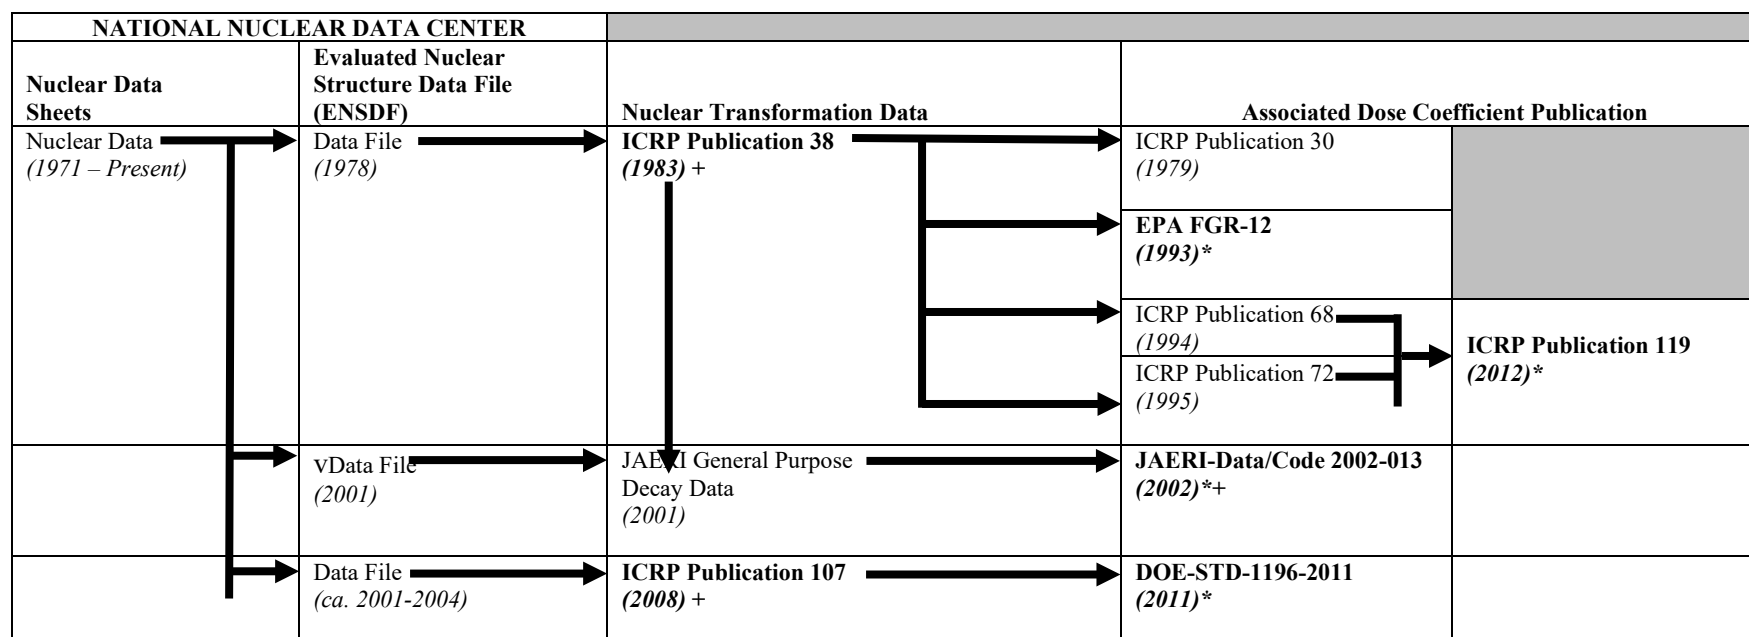 NATIONAL NUCLEAR DATA CENTER
Nuclear Data
Sheets
Evaluated Nuclear
Structure Data File
(ENSDF)
Nuclear Transformation Data
Associated Dose Coefficient Publication
Nuclear Data
(1971 – Present)
Data File
(1978)
ICRP Publication 38
(1983) +
ICRP Publication 30
(1979)
EPA FGR-12
(1993)*
ICRP Publication 68
(1994)
ICRP Publication 72
(1995)
ICRP Publication 119
(2012)*
vData File
(2001)
JAERI General Purpose
Decay Data
(2001)
JAERI-Data/Code 2002-013
(2002)*+
Data File
(ca. 2001-2004)
ICRP Publication 107
(2008) +
DOE-STD-1196-2011
(2011)*